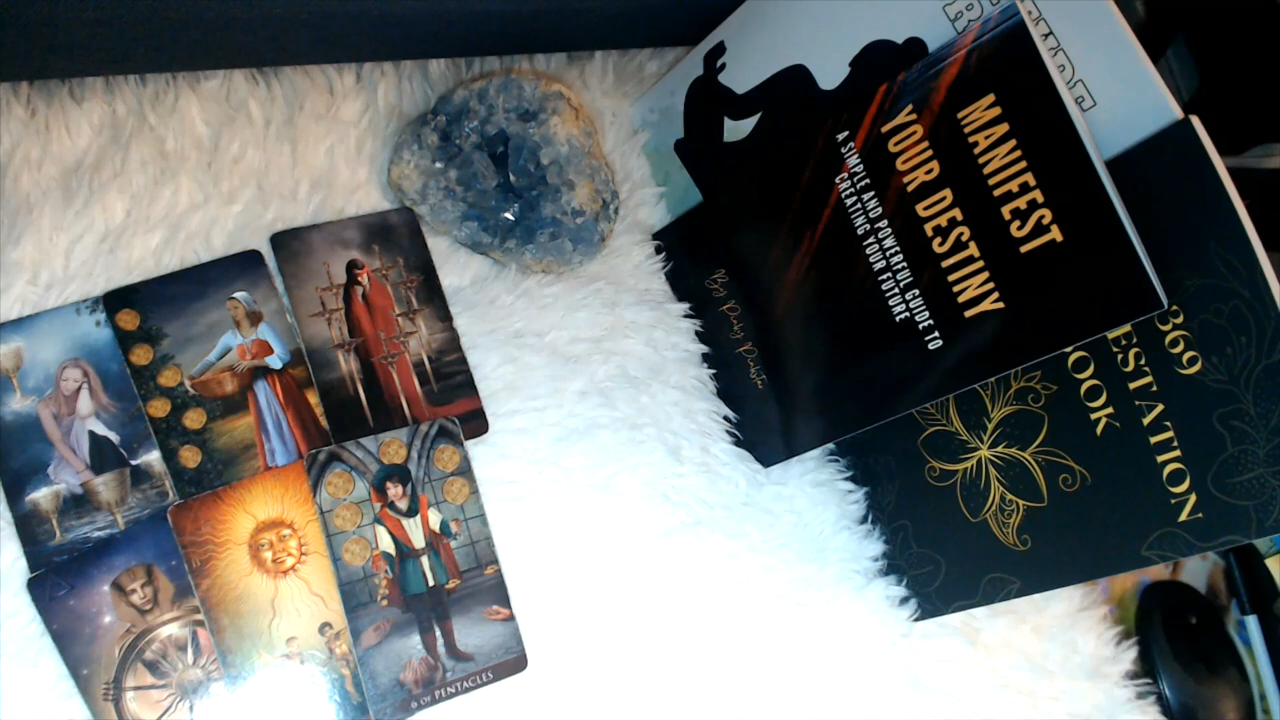 MANIFEST
YOUR DESTINY
A SIMPLE AND POWERFUL GUIDE TO
CREATING YOUR FUTURE
369
ESTATION
OOK
6 OF PENTACLES